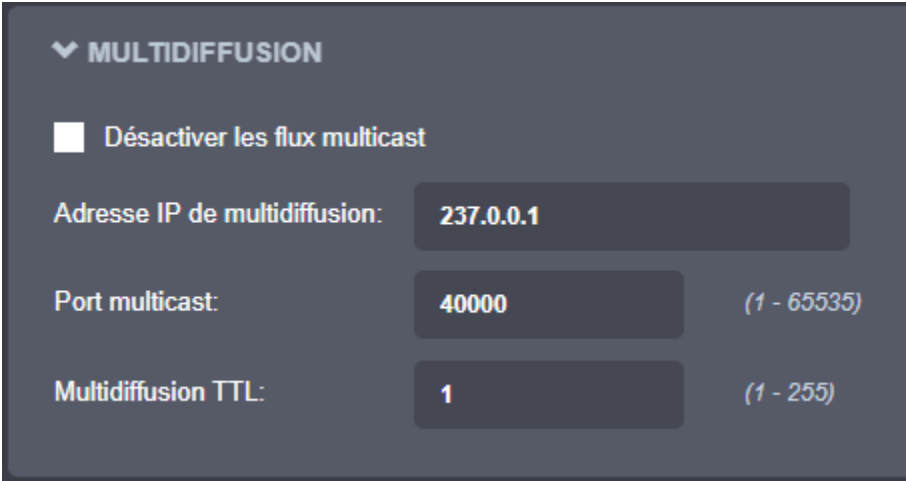 MULTIDIFFUSION
Désactiver les flux multicast
Adresse IP de multidiffusion: 237.0.0.1
Port multicast: 40000 (1 - 65535)
Multidiffusion TTL: 1 (1 - 255)